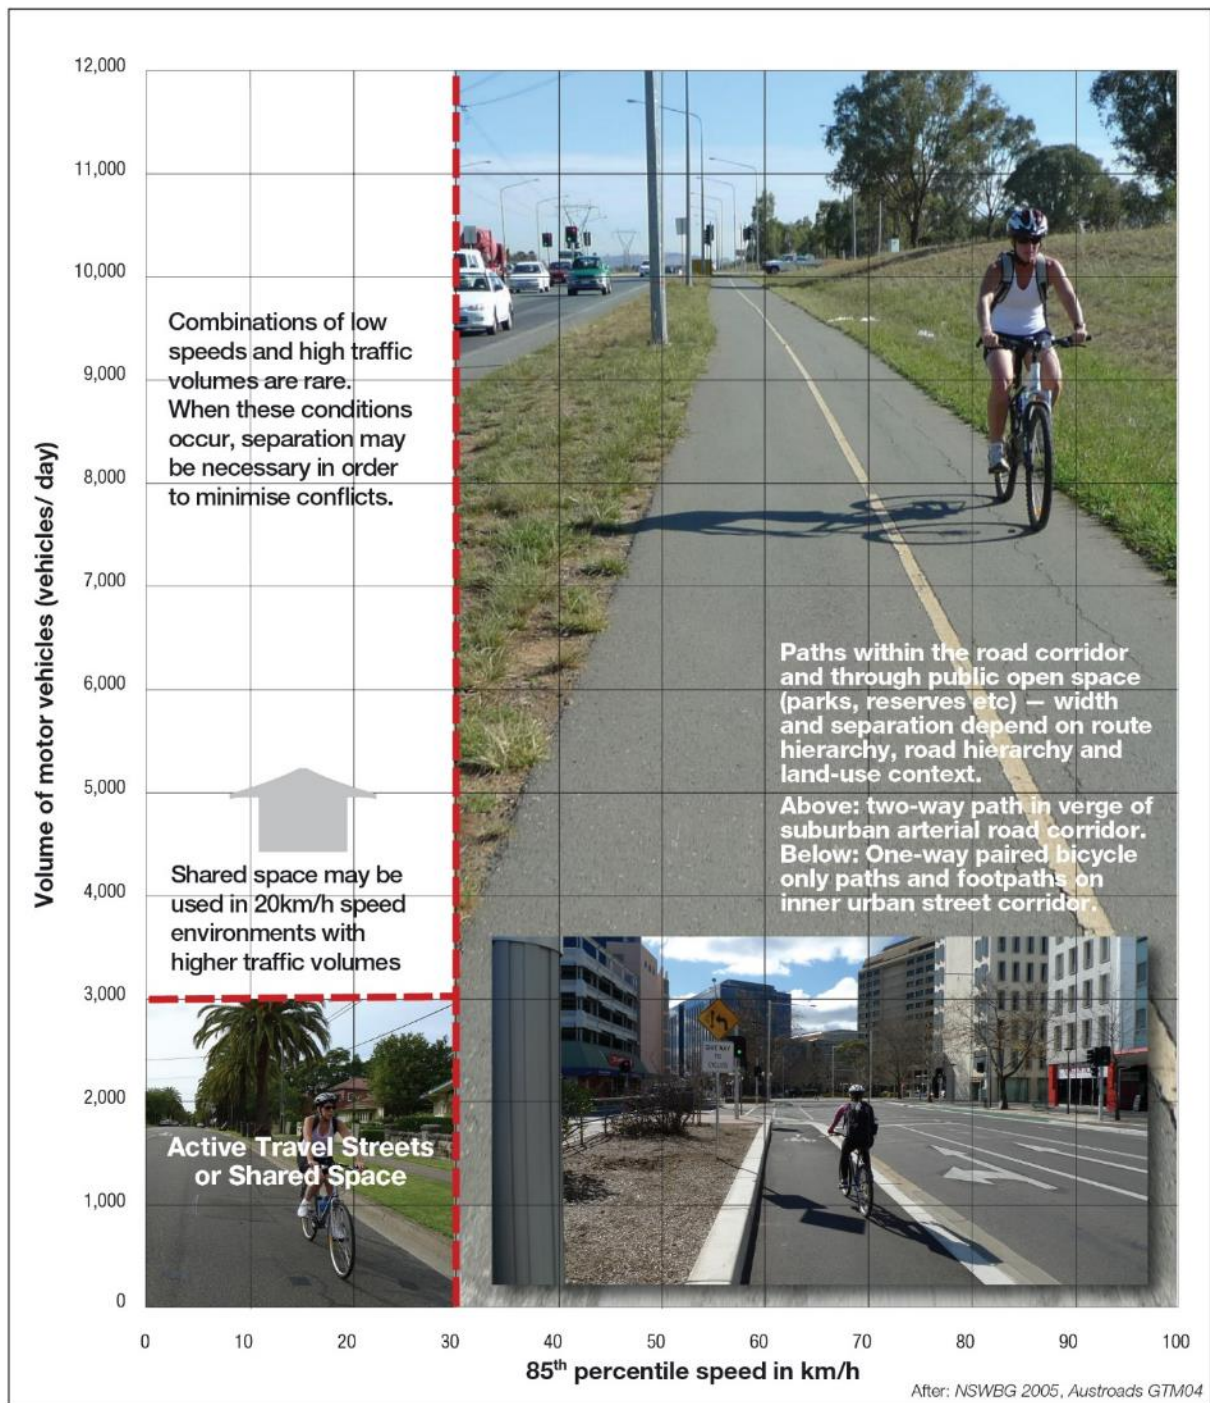 12,000
11,000
10,000
9,000
8,000
7,000
6,000
5,000
4,000
3,000
2,000
1,000
0
Volume of motor vehicles (vehicles/ day)
Combinations of low
speeds and high traffic
volumes are rare.
When these conditions
occur, separation may
be necessary in order
to minimise conflicts.
Shared space may be
used in 20km/h speed
environments with
higher traffic volumes
Active Travel Streets
or Shared Space
Paths within the road corridor
and through public open space
(parks, reserves etc) — width
and separation depend on route
hierarchy, road hierarchy and
land-use context.
Above: two-way path in verge of
suburban arterial road corridor.
Below: One-way paired bicycle
only paths and footpaths on
inner urban street corridor.
GIVE WAY
TO
0 10 20 30 40 50 60 70 80 90 100
85th percentile speed in km/h
After: NSWBG 2005, Austroads GTM04